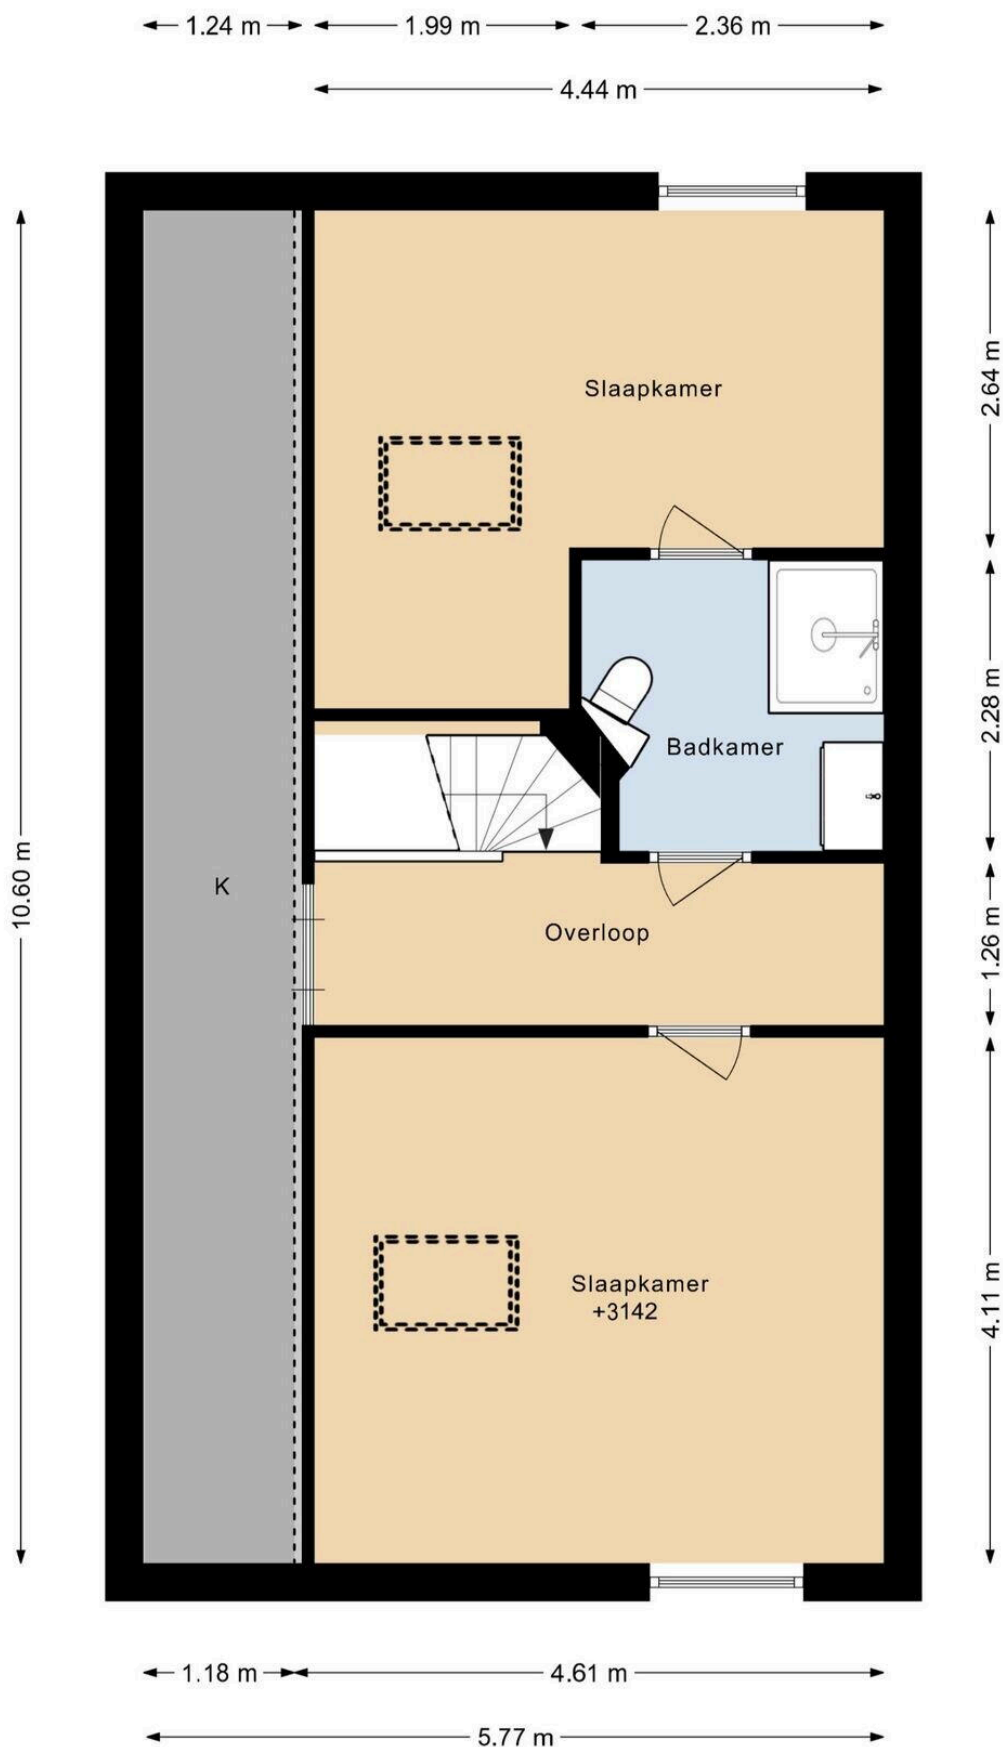 1.24 m
1.99 m
2.36 m
4.44 m
Slaapkamer
2.64 m
2.28 m
Badkamer
10.60 m
K
Overloop
1.26 m
Slaapkamer
+3142
4.11 m
1.18 m
4.61 m
5.77 m